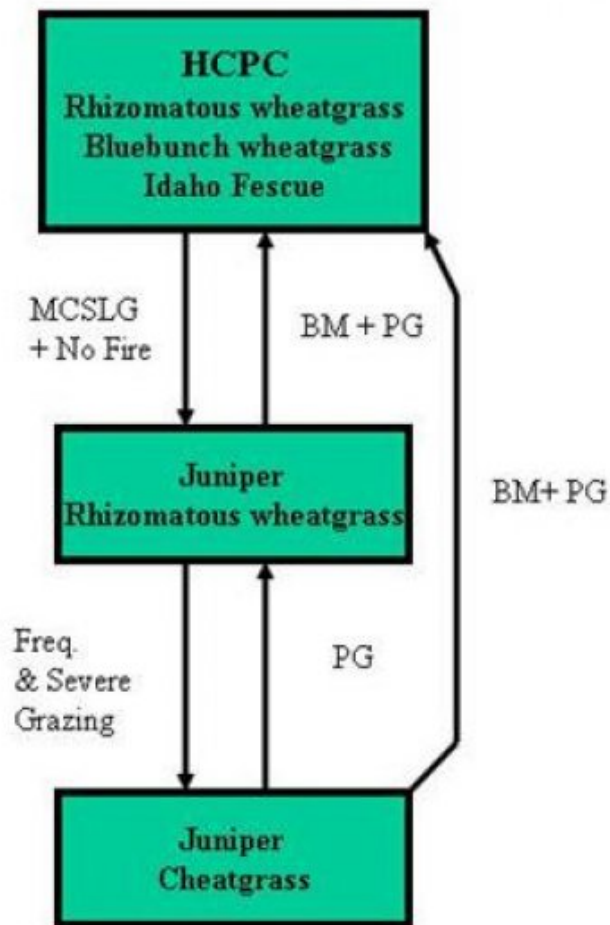 HCPC
Rhizomatous wheatgrass
Bluebunch wheatgrass
Idaho Fescue
MCSLG
+ No Fire
BM + PG
Juniper
Rhizomatous wheatgrass
BM+ PG
Freq.
& Severe
Grazing
PG
Juniper
Cheatgrass